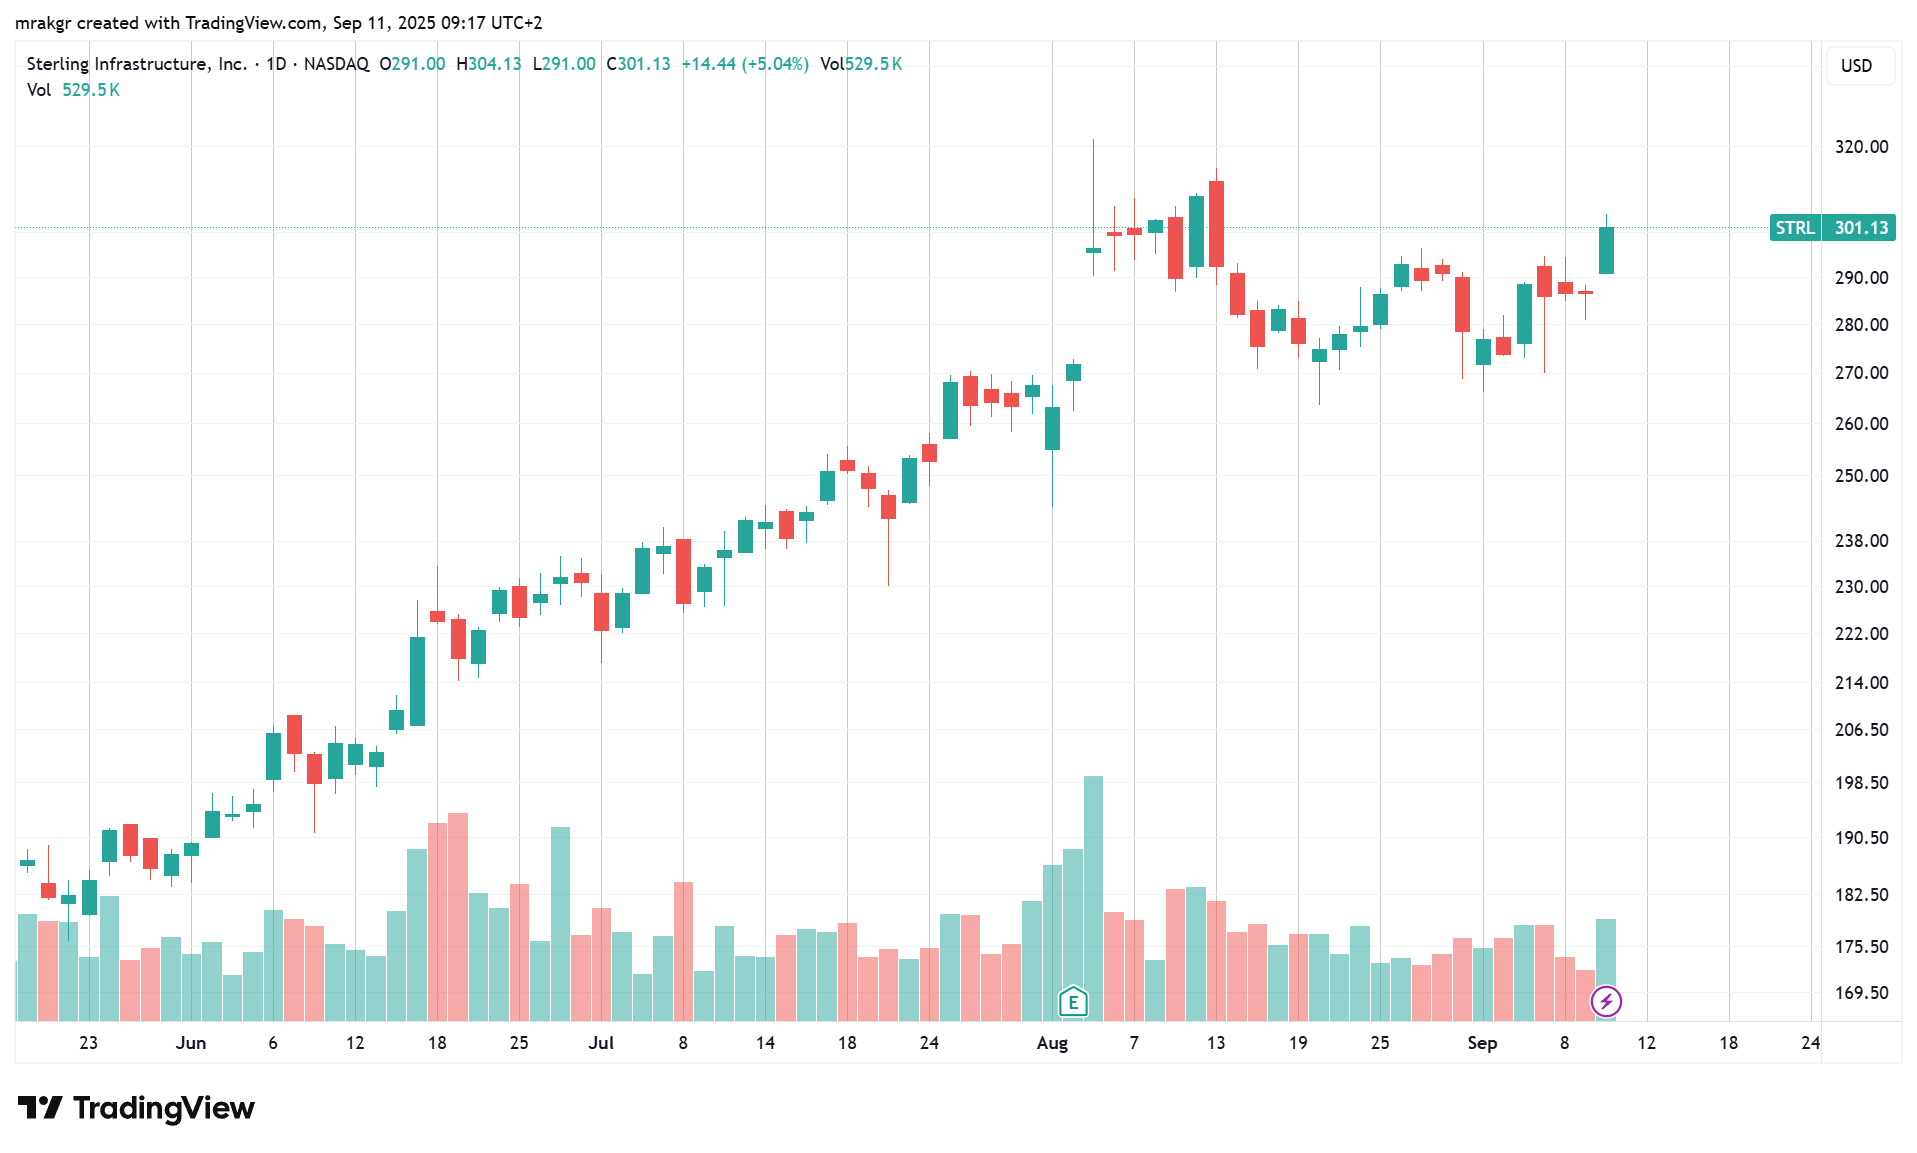 mrakgr created with TradingView.com, Sep 11, 2025 09:17 UTC+2
Sterling Infrastructure, Inc. · 1D · NASDAQ O291.00 H304.13 L291.00 C301.13 +14.44 (+5.04%) Vol529.5K
Vol 529.5K
USD
320.00
STRL 301.13
290.00
280.00
270.00
260.00
250.00
238.00
230.00
222.00
214.00
206.50
198.50
190.50
182.50
175.50
169.50
E
23 Jun 6 12 18 25 Jul 8 14 18 24 Aug 7 13 19 25 Sep 8 12 18 24
TradingView